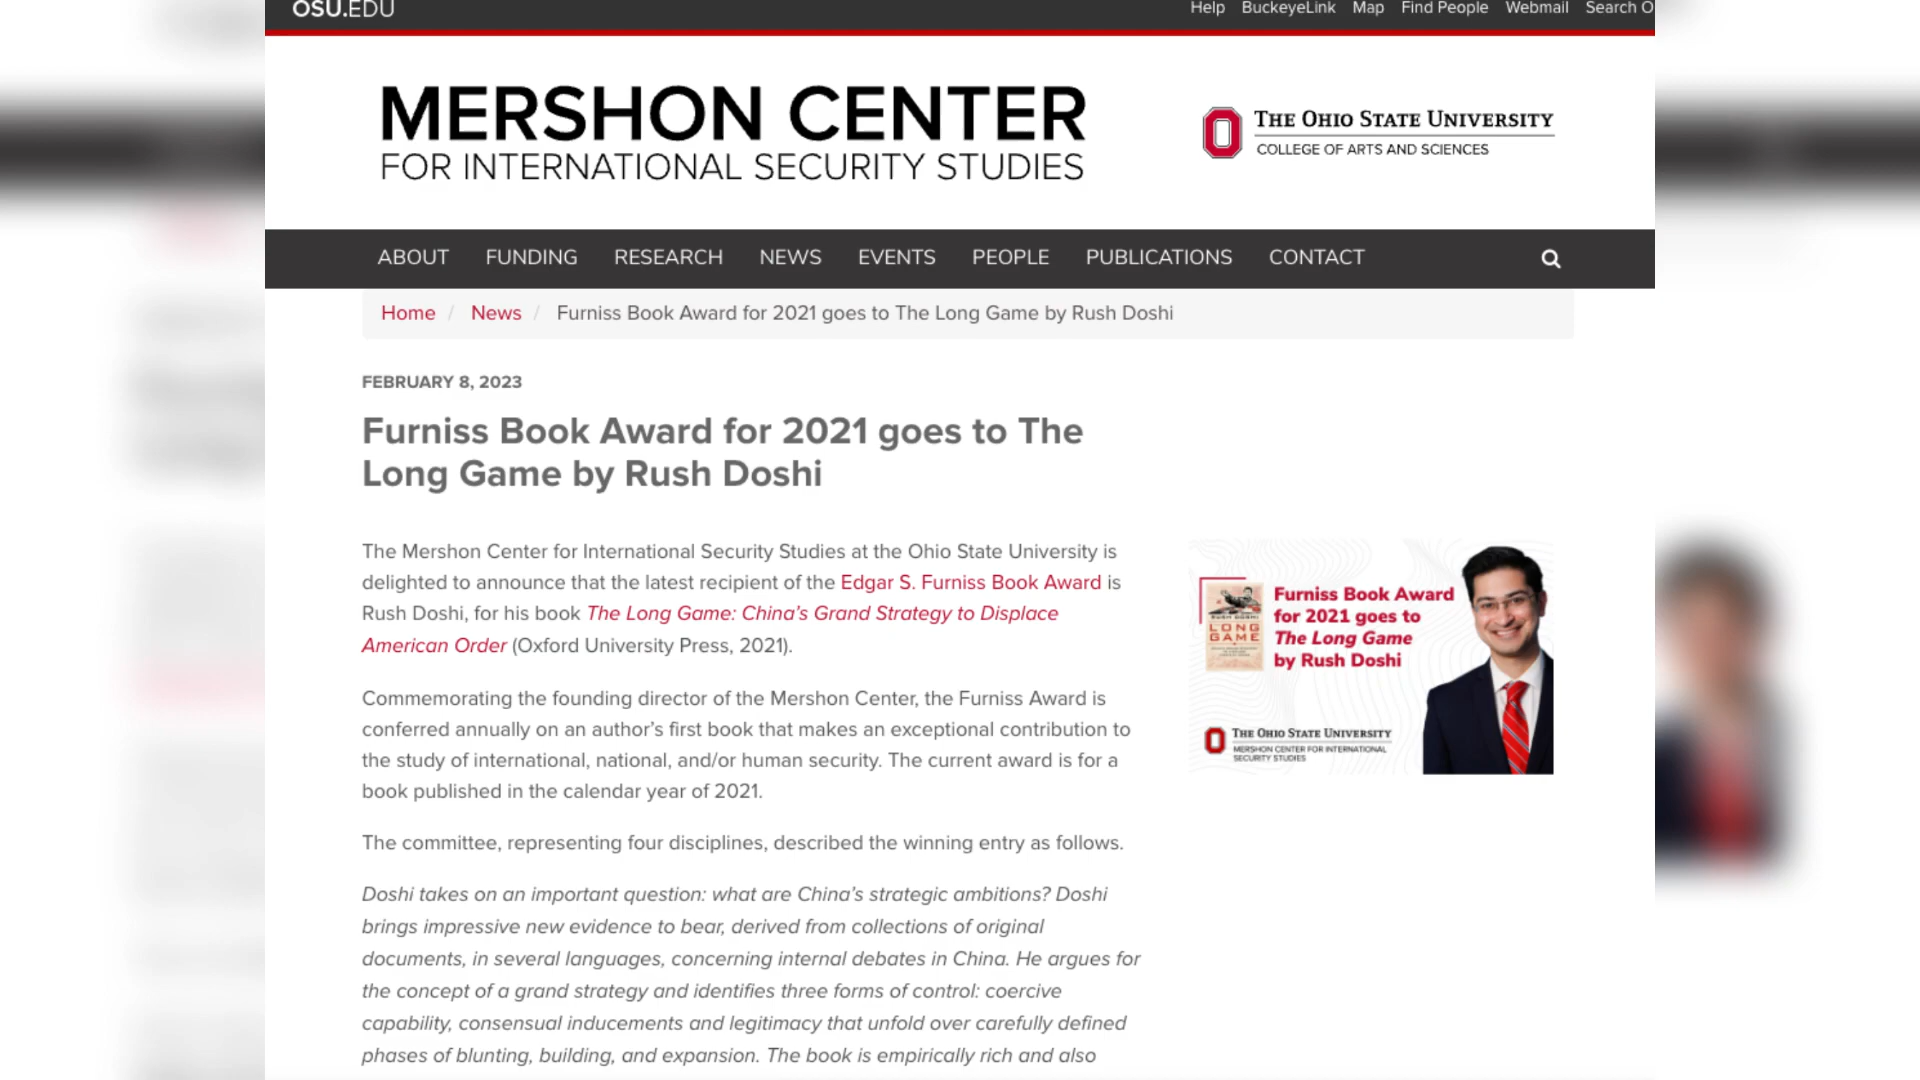 OSU.EDU
Help BuckeyeLink Map Find People Webmail Search O
MERSHON CENTER
FOR INTERNATIONAL SECURITY STUDIES
THE OHIO STATE UNIVERSITY
COLLEGE OF ARTS AND SCIENCES
ABOUT FUNDING RESEARCH NEWS EVENTS PEOPLE PUBLICATIONS CONTACT
Home / News / Furniss Book Award for 2021 goes to The Long Game by Rush Doshi
FEBRUARY 8, 2023
Furniss Book Award for 2021 goes to The
Long Game by Rush Doshi
The Mershon Center for International Security Studies at the Ohio State University is
delighted to announce that the latest recipient of the Edgar S. Furniss Book Award is
Rush Doshi, for his book The Long Game: China's Grand Strategy to Displace
American Order (Oxford University Press, 2021).
Commemorating the founding director of the Mershon Center, the Furniss Award is
conferred annually on an author's first book that makes an exceptional contribution to
the study of international, national, and/or human security. The current award is for a
book published in the calendar year of 2021.
The committee, representing four disciplines, described the winning entry as follows.
Doshi takes on an important question: what are China's strategic ambitions? Doshi
brings impressive new evidence to bear, derived from collections of original
documents, in several languages, concerning internal debates in China. He argues for
the concept of a grand strategy and identifies three forms of control: coercive
capability, consensual inducements and legitimacy that unfold over carefully defined
phases of blunting, building, and expansion. The book is empirically rich and also
RUSH DOSHI
LONG
GAME
Furniss Book Award
for 2021 goes to
The Long Game
by Rush Doshi
THE OHIO STATE UNIVERSITY
MERSHON CENTER FOR INTERNATIONAL
SECURITY STUDIES